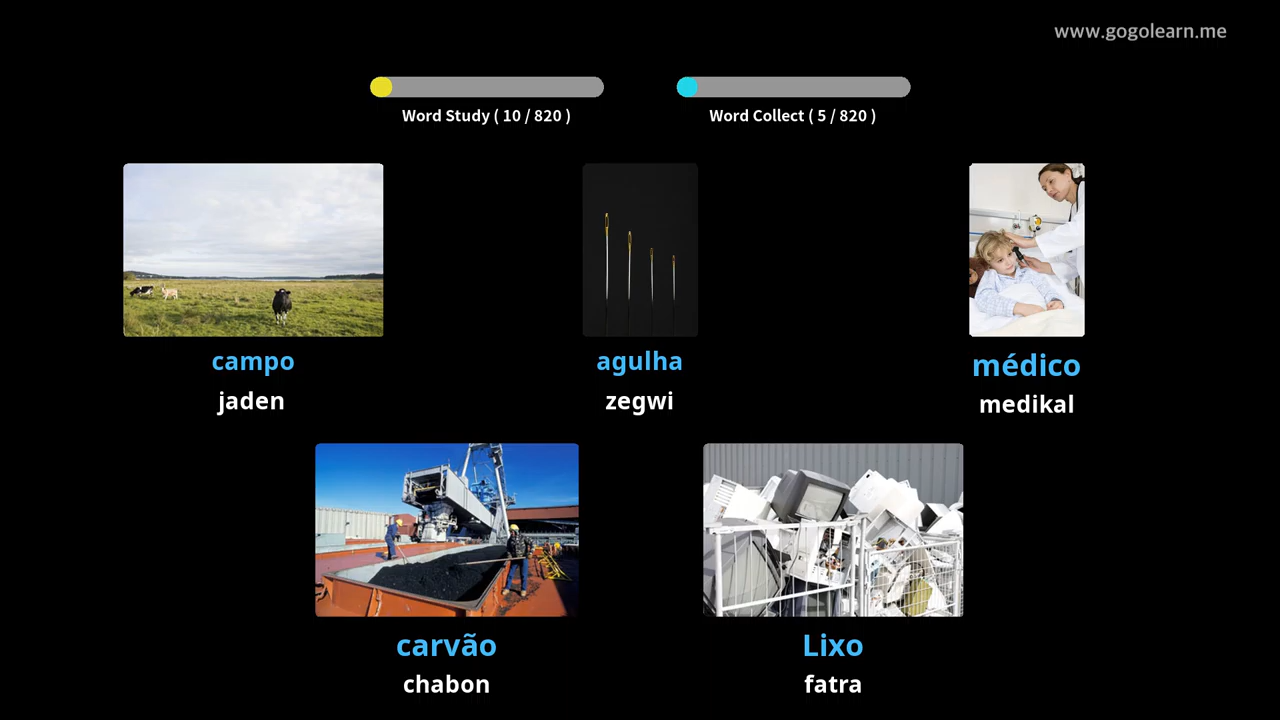 www.gogolearn.me
Word Study ( 10 / 820 )
Word Collect ( 5 / 820 )
campo
jaden
agulha
zegwi
médico
medikal
carvão
chabon
Lixo
fatra